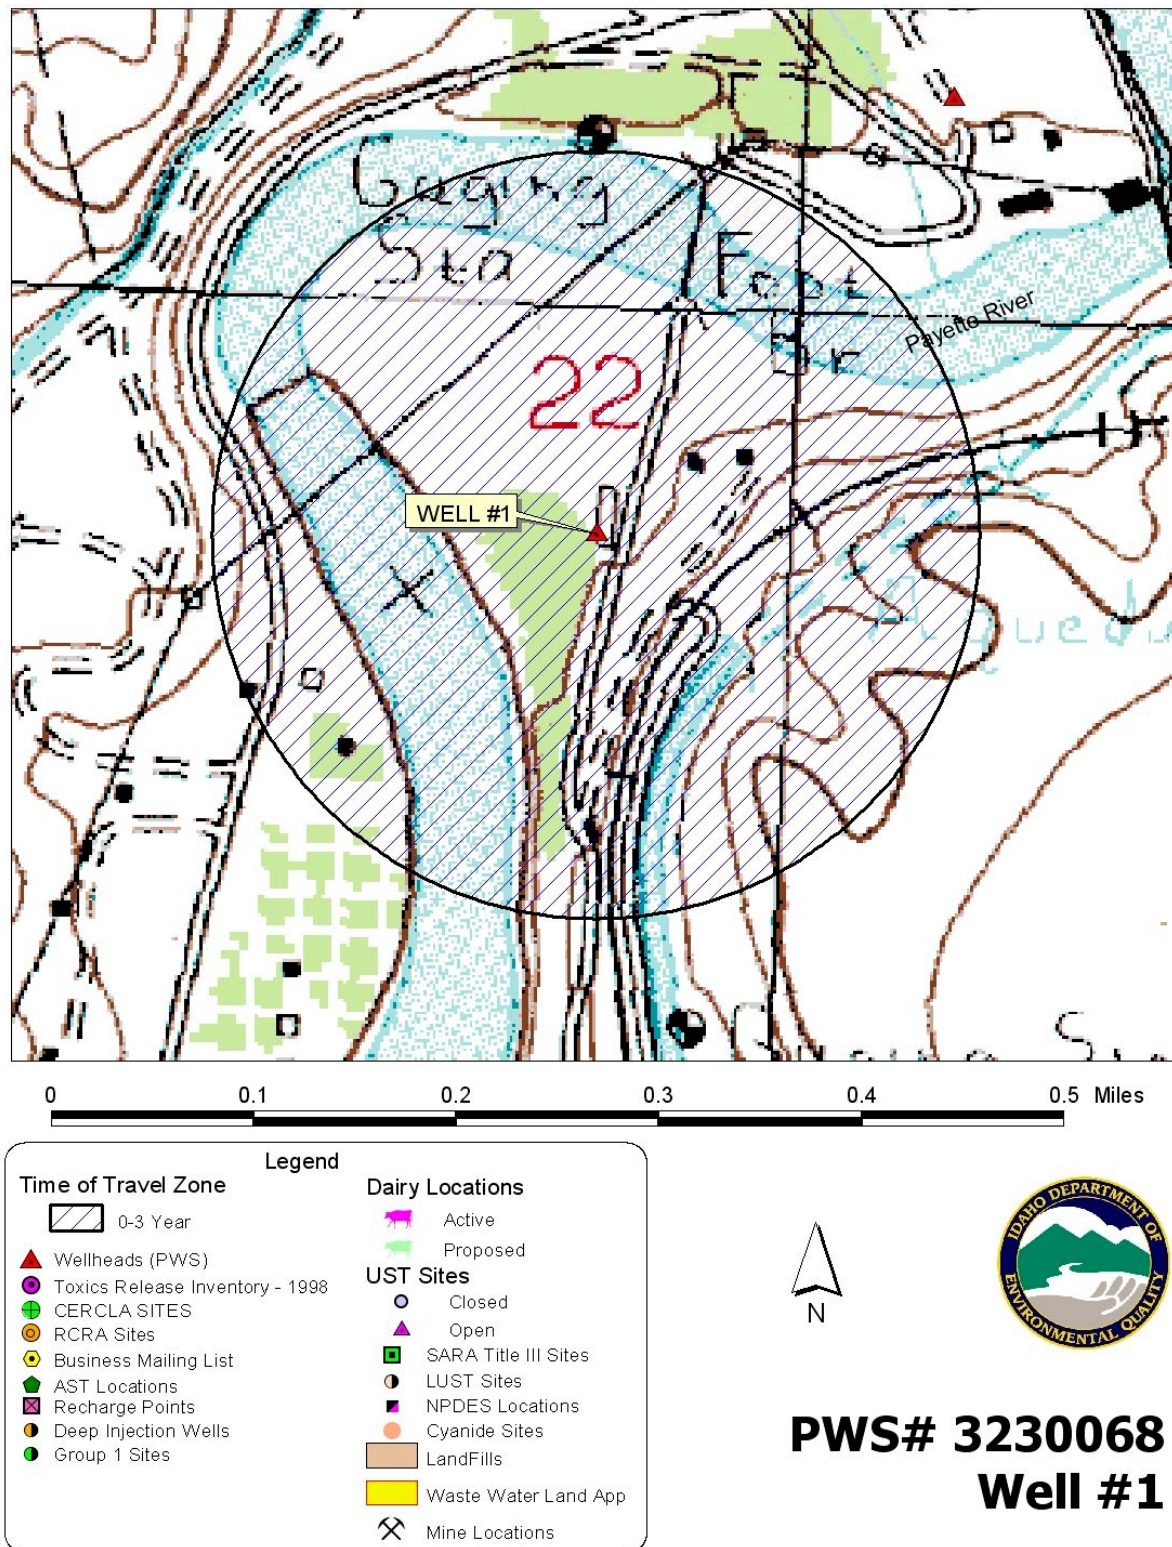 Gaging
Sta
Foot
Br
Payette River
22
WELL #1
Aqued
0 0.1 0.2 0.3 0.4 0.5 Miles
Legend
Time of Travel Zone
0-3 Year
Wellheads (PWS)
Toxics Release Inventory - 1998
CERCLA SITES
RCRA Sites
Business Mailing List
AST Locations
Recharge Points
Deep Injection Wells
Group 1 Sites
Dairy Locations
Active
Proposed
UST Sites
Closed
Open
SARA Title III Sites
LUST Sites
NPDES Locations
Cyanide Sites
LandFills
Waste Water Land App
Mine Locations
N
IDAHO DEPARTMENT OF
ENVIRONMENTAL QUALITY
PWS# 3230068
Well #1